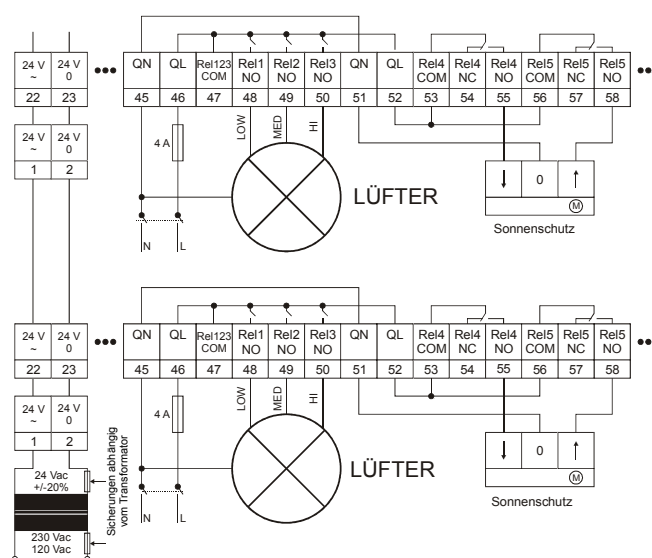 24 V ~
24 V 0
QN
QL
Rel123 COM
Rel1 NO
Rel2 NO
Rel3 NO
QN
QL
Rel4 COM
Rel4 NC
Rel4 NO
Rel5 COM
Rel5 NC
Rel5 NO
22 23 45 46 47 48 49 50 51 52 53 54 55 56 57 58
24 V ~
24 V 0
1 2
4 A
LOW
MED
HI
LÜFTER
0
M
Sonnenschutz
N L
24 V ~
24 V 0
QN
QL
Rel123 COM
Rel1 NO
Rel2 NO
Rel3 NO
QN
QL
Rel4 COM
Rel4 NC
Rel4 NO
Rel5 COM
Rel5 NC
Rel5 NO
22 23 45 46 47 48 49 50 51 52 53 54 55 56 57 58
24 V ~
24 V 0
1 2
4 A
LOW
MED
HI
LÜFTER
0
M
Sonnenschutz
N L
24 Vac
+/-20%
Sicherungen abhängig
vom Transformator
230 Vac
120 Vac